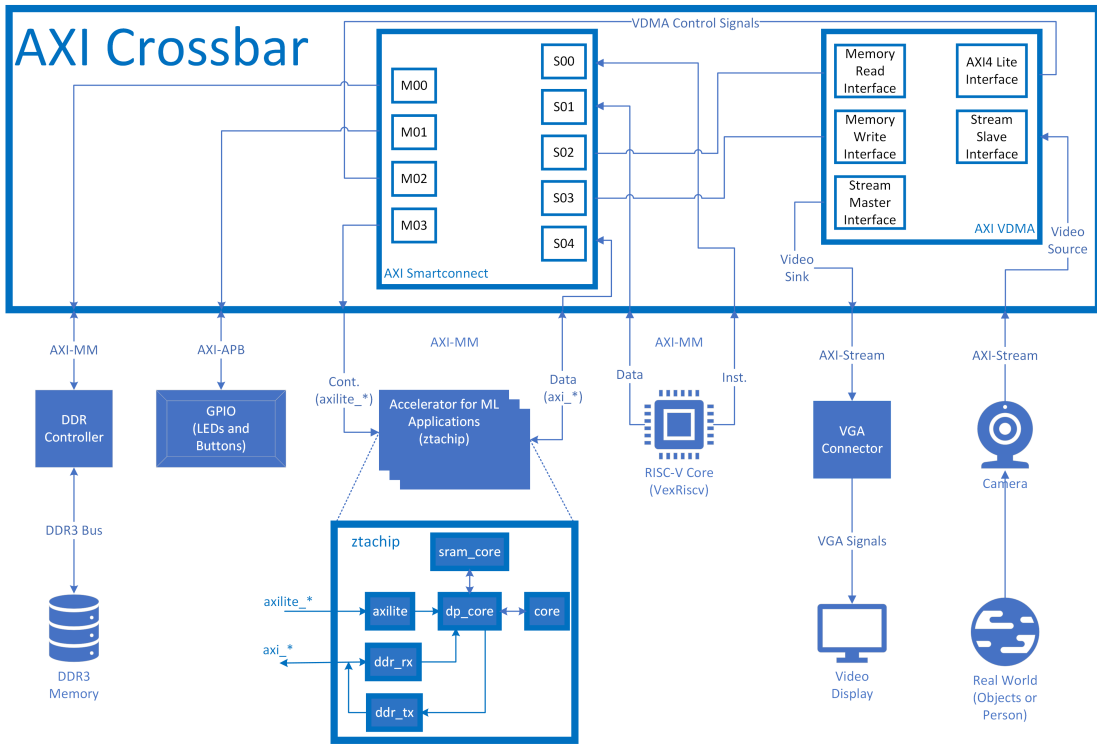 AXI Crossbar
VDMA Control Signals
M00
M01
M02
M03
S00
S01
S02
S03
S04
AXI Smartconnect
Memory
Read
Interface
Memory
Write
Interface
Stream
Master
Interface
AXI4 Lite
Interface
Stream
Slave
Interface
AXI VDMA
Video
Sink
Video
Source
AXI-MM
AXI-APB
AXI-MM
AXI-MM
AXI-Stream
AXI-Stream
Cont.
(axilite_*)
Data
(axi_*)
Data
Inst.
DDR
Controller
GPIO
(LEDs and
Buttons)
Accelerator for ML
Applications
(ztachip)
RISC-V Core
(VexRiscv)
VGA
Connector
Camera
DDR3 Bus
VGA Signals
DDR3
Memory
ztachip
sram_core
axilite_*
axilite
dp_core
core
axi_*
ddr_rx
ddr_tx
Video
Display
Real World
(Objects or
Person)